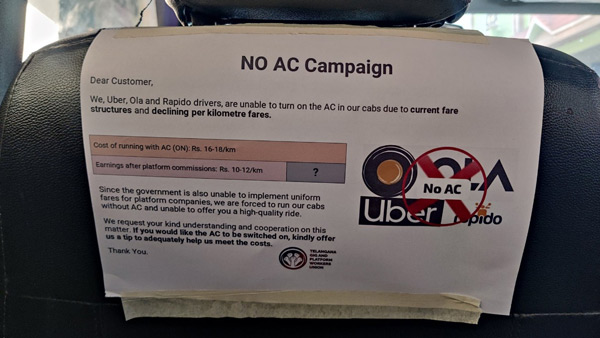 NO AC Campaign
Dear Customer,
We, Uber, Ola and Rapido drivers, are unable to turn on the AC in our cabs due to current fare
structures and declining per kilometre fares.
Cost of running with AC (ON): Rs. 16-18/km
Earnings after platform commissions: Rs. 10-12/km
?
Since the government is also unable to implement uniform
fares for platform companies, we are forced to run our cabs
without AC and unable to offer you a high-quality ride.
We request your kind understanding and cooperation on this
matter. If you would like the AC to be switched on, kindly offer
us a tip to adequately help us meet the costs.
Thank You.
OLA
No AC
Uber
rapido
TELANGANA
GIG AND
PLATFORM
WORKERS
UNION